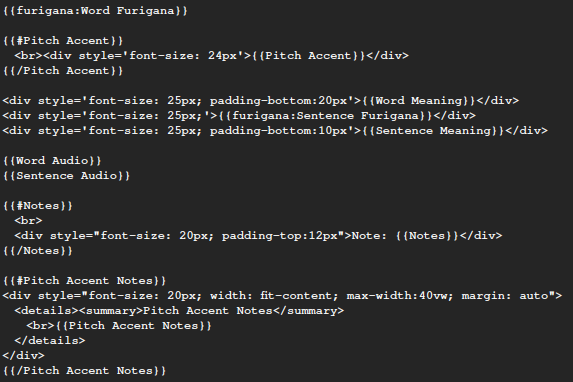 {{furigana:Word Furigana}}
{{#Pitch Accent}}
<br><div style='font-size: 24px'>{{Pitch Accent}}</div>
{{/Pitch Accent}}
<div style='font-size: 25px; padding-bottom:20px'>{{Word Meaning}}</div>
<div style='font-size: 25px;'>{{furigana:Sentence Furigana}}</div>
<div style='font-size: 25px; padding-bottom:10px'>{{Sentence Meaning}}</div>
{{Word Audio}}
{{Sentence Audio}}
{{#Notes}}
<br>
<div style="font-size: 20px; padding-top:12px">Note: {{Notes}}</div>
{{/Notes}}
{{#Pitch Accent Notes}}
<div style="font-size: 20px; width: fit-content; max-width:40vw; margin: auto">
<details><summary>Pitch Accent Notes</summary>
<br>{{Pitch Accent Notes}}
</details>
</div>
{{/Pitch Accent Notes}}